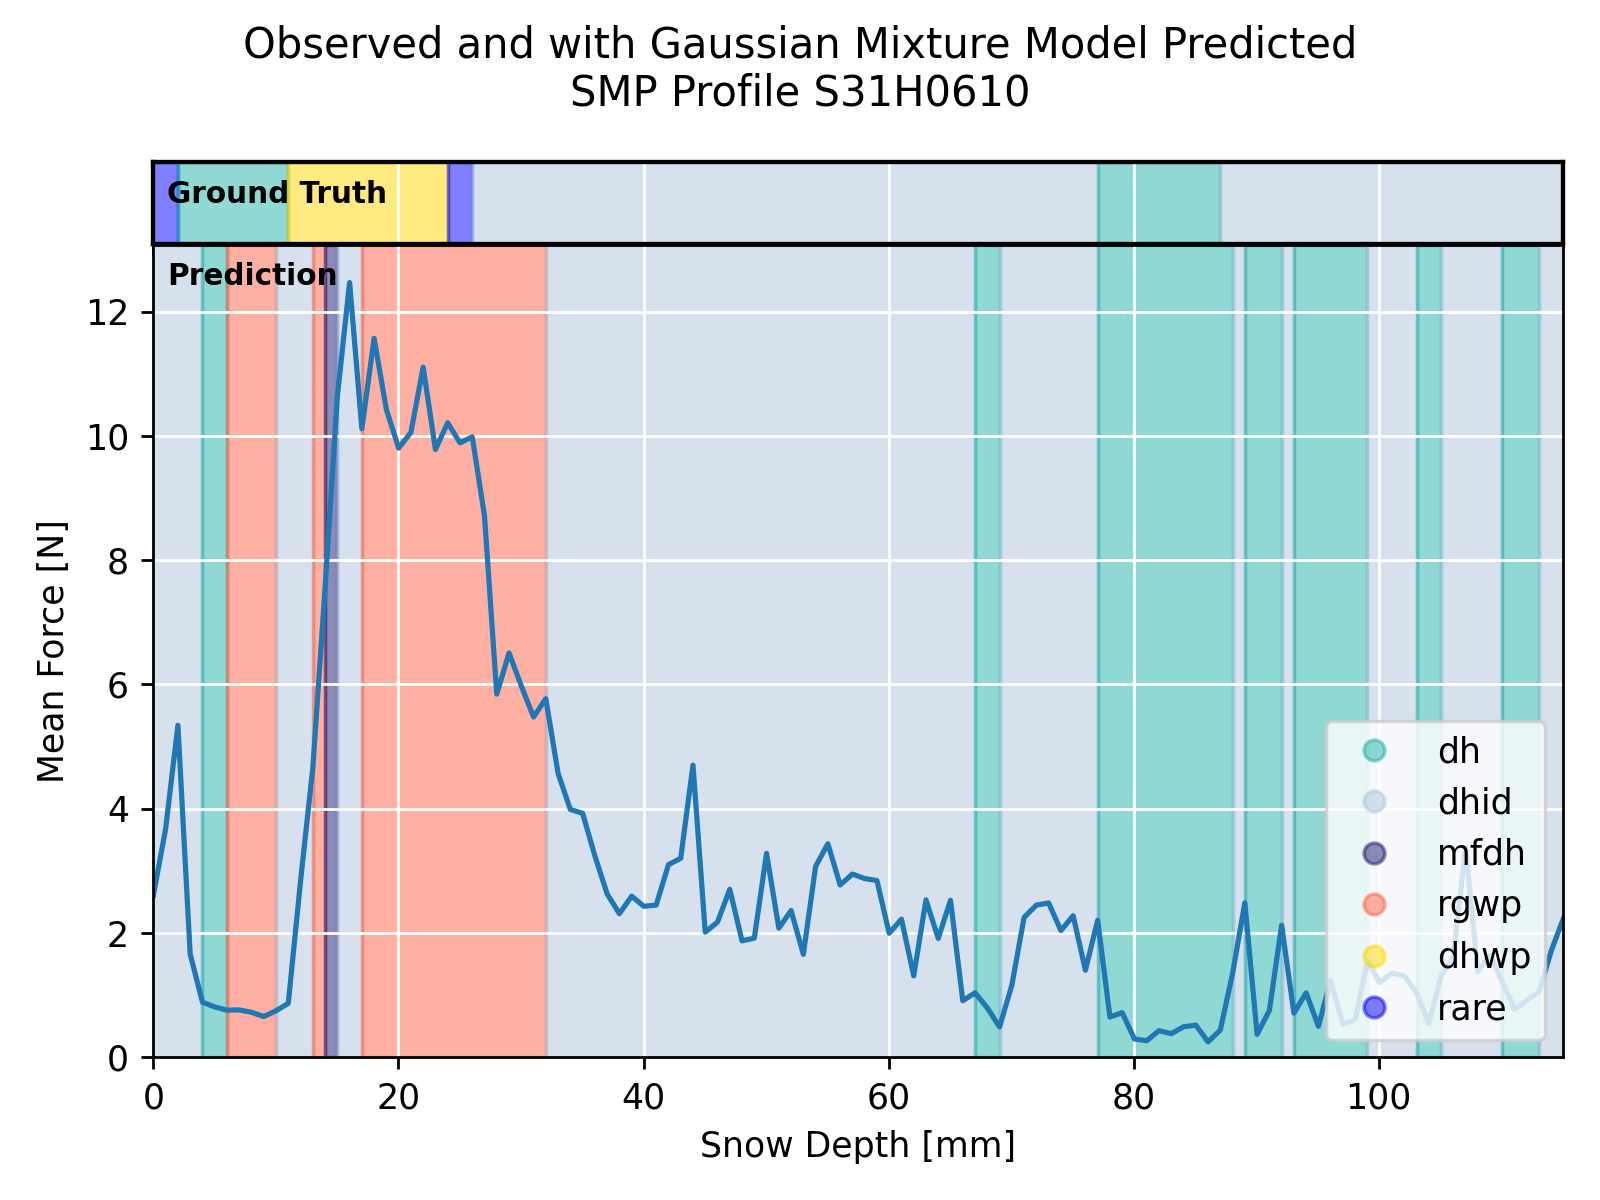 Observed and with Gaussian Mixture Model Predicted
SMP Profile S31H0610
Ground Truth
Prediction
12
10
8
6
4
2
0
Mean Force [N]
dh
dhid
mfdh
rgwp
dhwp
rare
0 20 40 60 80 100
Snow Depth [mm]